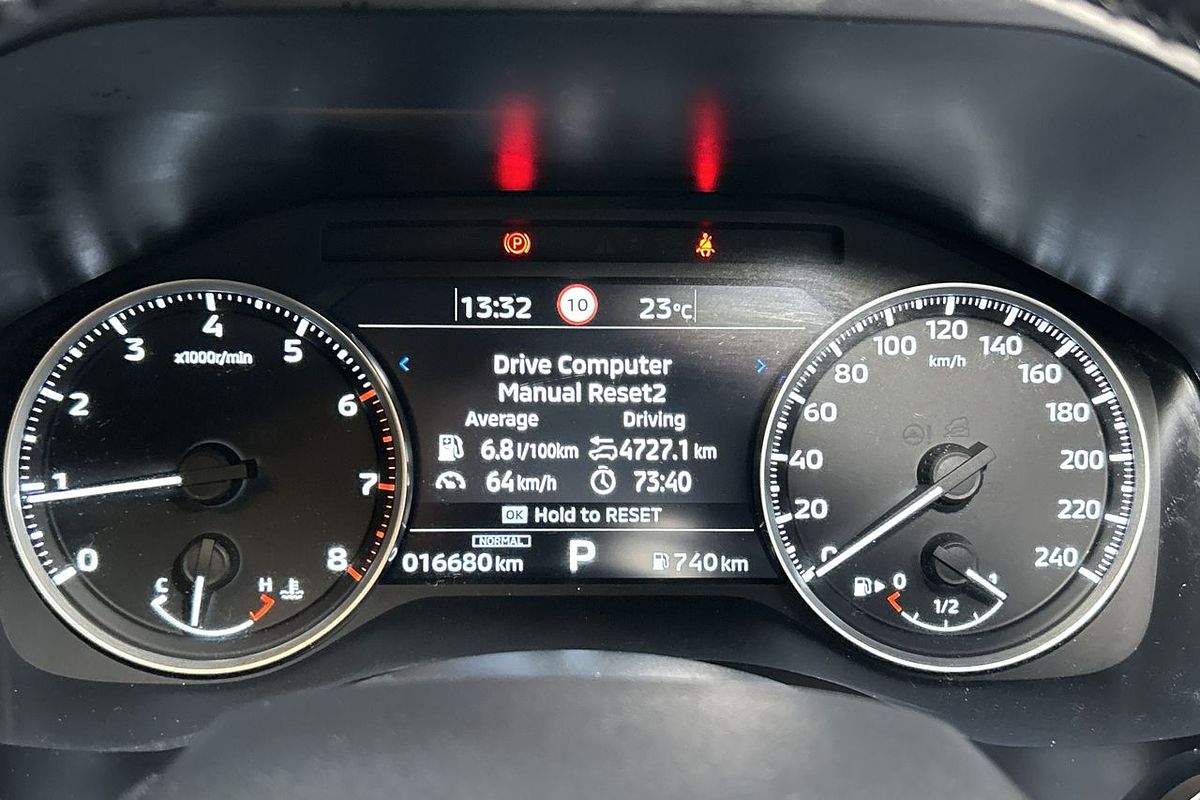 P
13:32 10 23°C
Drive Computer
Manual Reset2
Average Driving
6.8 l/100km 4727.1 km
64 km/h 73:40
OK Hold to RESET
NORMAL
016680 km P 740 km
0 1 2 3 4 5 6 7 8
x1000r/min
C H
0 20 40 60 80 100 120 140 160 180 200 220 240
km/h
0 1/2 1